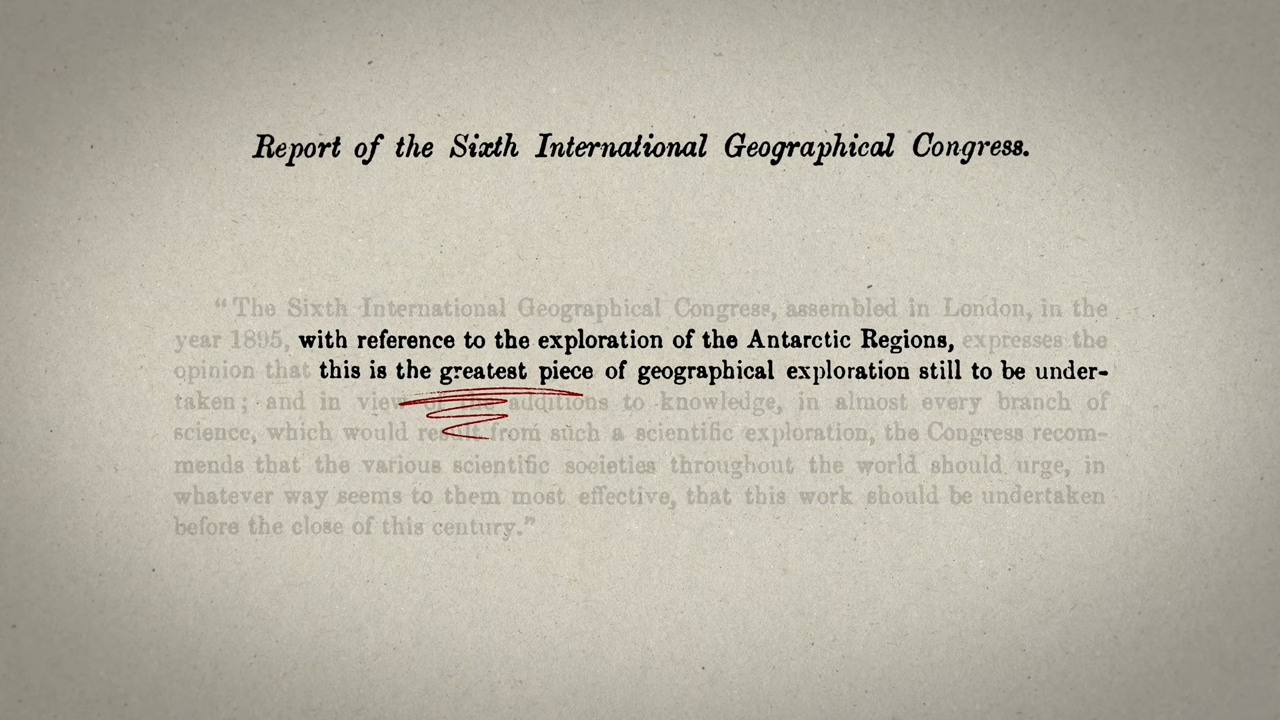 Report of the Sixth International Geographical Congress.
“The Sixth International Geographical Congress, assembled in London, in the
year 1895, with reference to the exploration of the Antarctic Regions, expresses the
opinion that this is the greatest piece of geographical exploration still to be under-
taken; and in view of the additions to knowledge, in almost every branch of
science, which would result from such a scientific exploration, the Congress recom-
mends that the various scientific societies throughout the world should urge, in
whatever way seems to them most effective, that this work should be undertaken
before the close of this century.”